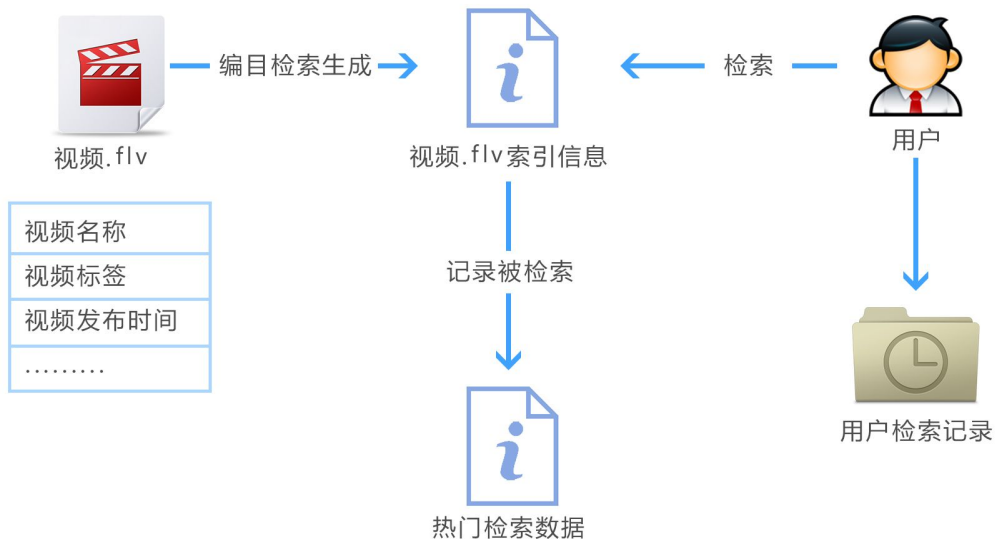 编目检索生成
检索
视频.flv
视频.flv索引信息
用户
视频名称
视频标签
视频发布时间
.........
记录被检索
用户检索记录
热门检索数据